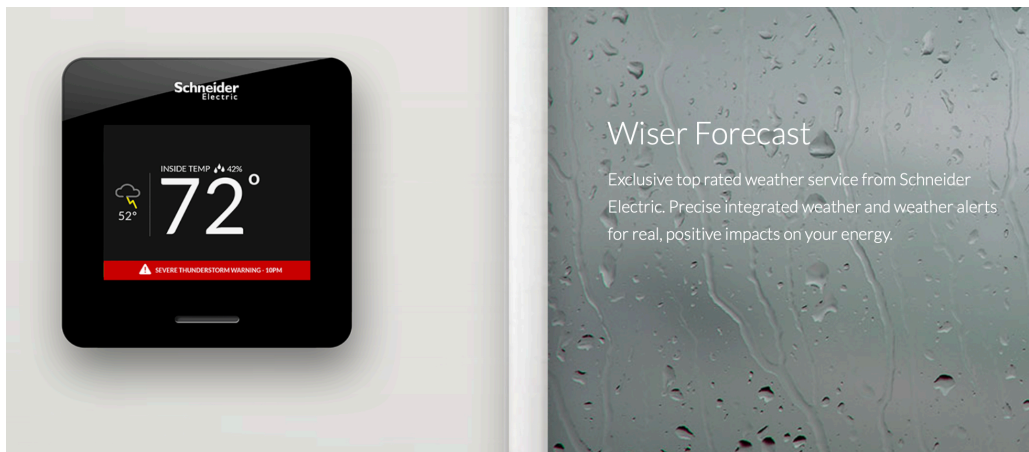 Schneider
Electric
INSIDE TEMP 42%
72°
52°
SEVERE THUNDERSTORM WARNING - 10PM
Wiser Forecast
Exclusive top rated weather service from Schneider
Electric. Precise integrated weather and weather alerts
for real, positive impacts on your energy.